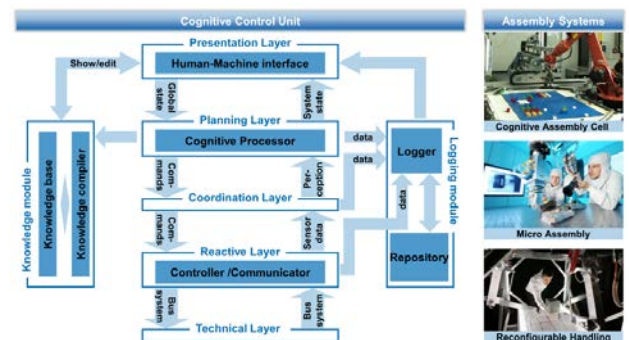 Cognitive Control Unit
Assembly Systems
Presentation Layer
Show/edit
Human-Machine interface
Global
state
System
state
Planning Layer
Cognitive Processor
data
data
Com-
mands
Per-
ception
Coordination Layer
Com-
mands
Sensor
data
Reactive Layer
Controller /Communicator
Bus
system
Bus
system
Technical Layer
Knowledge module
Knowledge base
Knowledge compiler
Logger
data
Repository
Logging module
Cognitive Assembly Cell
Micro Assembly
Reconfigurable Handling